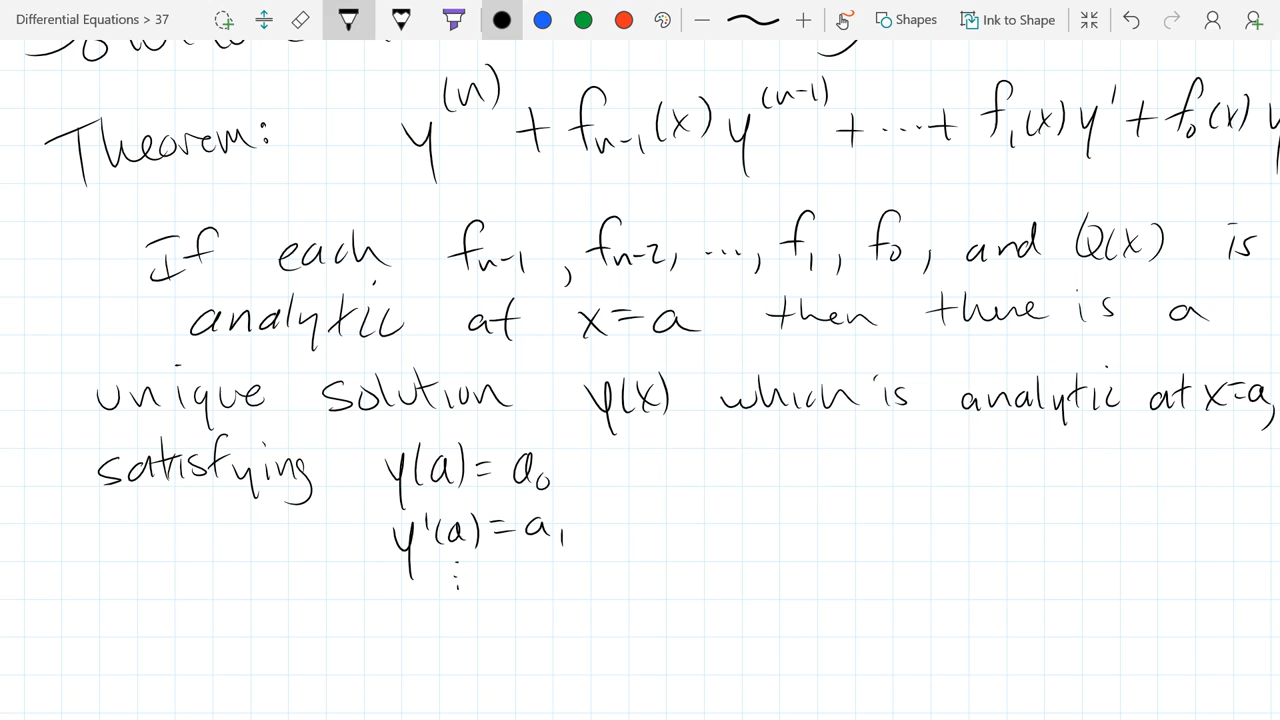 Differential Equations > 37
Shapes
Ink to Shape
Theorem: y^(n) + f_{n-1}(x) y^(n-1) + ... + f_1(x) y' + f_0(x) y
If each f_{n-1}, f_{n-2}, ..., f_1, f_0, and Q(x) is
analytic at x=a then there is a
unique solution y(x) which is analytic at x=a,
satisfying y(a) = a_0
y'(a) = a_1
⋮